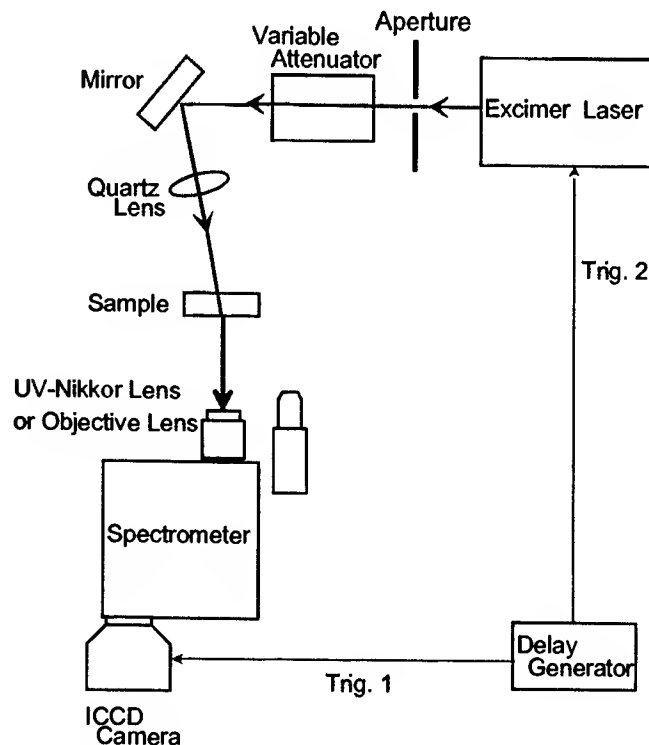 Aperture
Variable
Attenuator
Mirror
Excimer Laser
Quartz
Lens
Trig. 2
Sample
UV-Nikkor Lens
or Objective Lens
Spectrometer
Delay
Generator
Trig. 1
ICCD
Camera